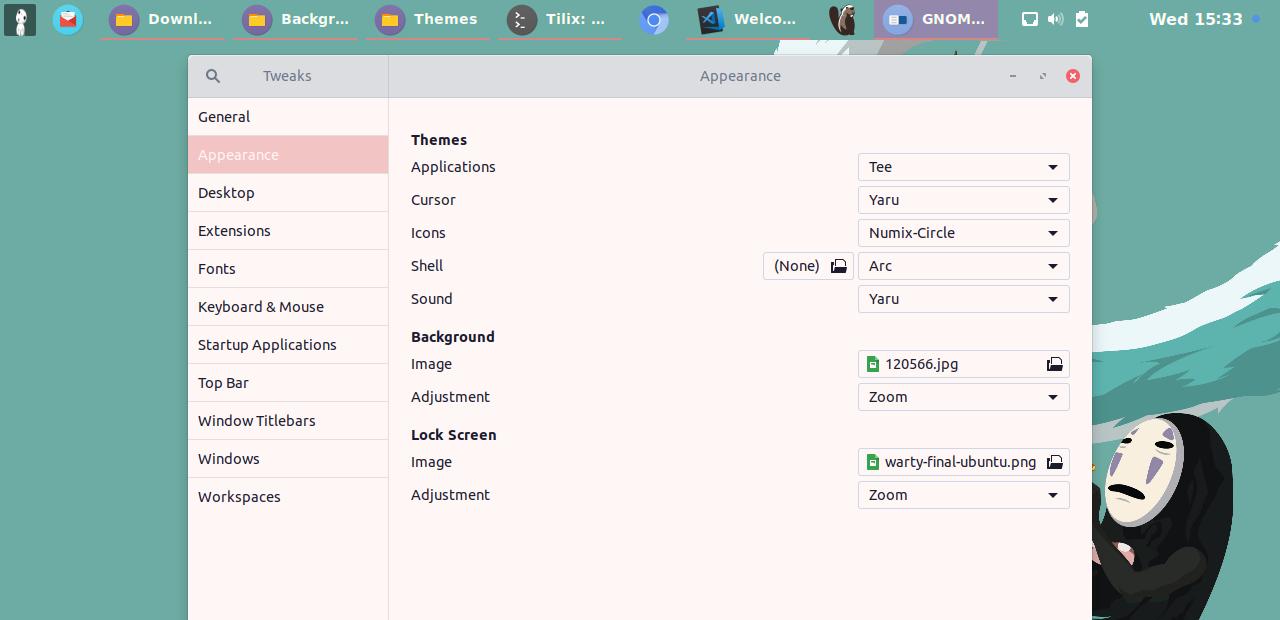 Downl... Backgr... Themes Tilix: ... Welco... GNOM... Wed 15:33
Tweaks Appearance
General
Appearance
Desktop
Extensions
Fonts
Keyboard & Mouse
Startup Applications
Top Bar
Window Titlebars
Windows
Workspaces
Themes
Applications Tee
Cursor Yaru
Icons Numix-Circle
Shell (None) Arc
Sound Yaru
Background
Image 120566.jpg
Adjustment Zoom
Lock Screen
Image warty-final-ubuntu.png
Adjustment Zoom